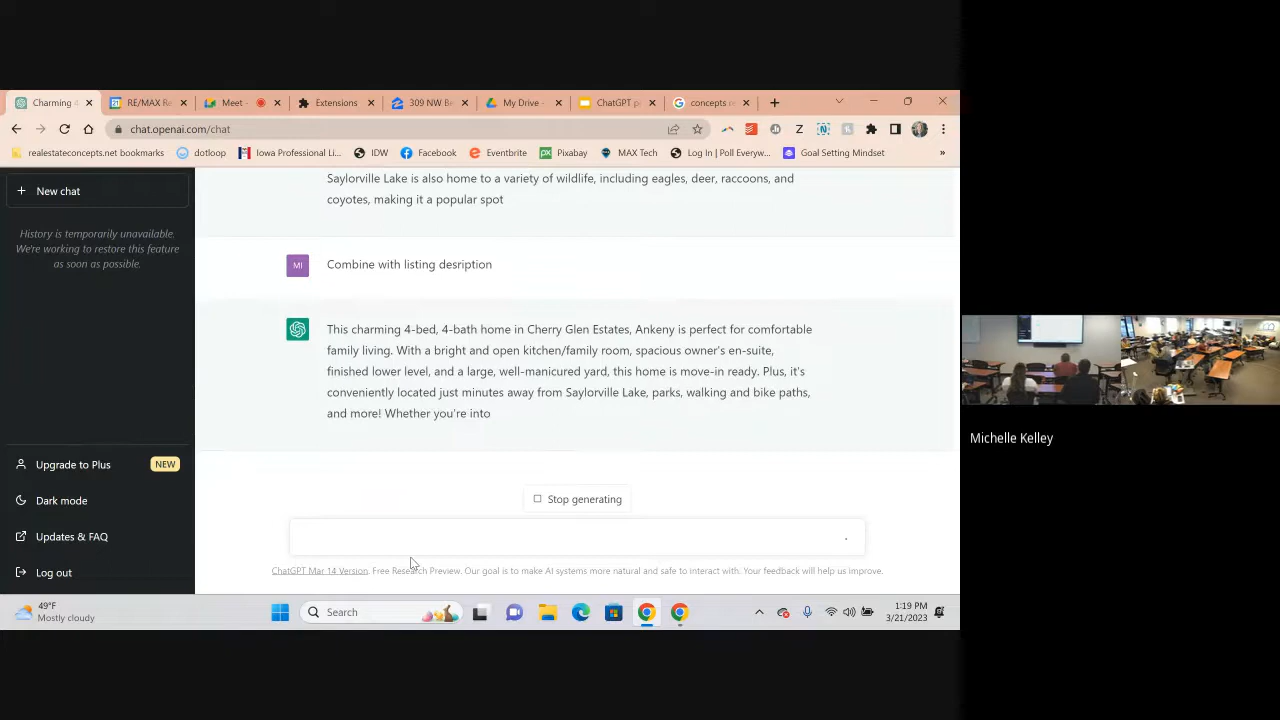 Charming 4
RE/MAX Re
Meet -
Extensions
309 NW Be
My Drive -
ChatGPT p
concepts re
chat.openai.com/chat
realestateconcepts.net bookmarks
dotloop
Iowa Professional Li...
IDW
Facebook
Eventbrite
Pixabay
MAX Tech
Log In | Poll Everyw...
Goal Setting Mindset
»
New chat
History is temporarily unavailable.
We're working to restore this feature
as soon as possible.
Saylorville Lake is also home to a variety of wildlife, including eagles, deer, raccoons, and
coyotes, making it a popular spot
MI
Combine with listing desription
This charming 4-bed, 4-bath home in Cherry Glen Estates, Ankeny is perfect for comfortable
family living. With a bright and open kitchen/family room, spacious owner's en-suite,
finished lower level, and a large, well-manicured yard, this home is move-in ready. Plus, it's
conveniently located just minutes away from Saylorville Lake, parks, walking and bike paths,
and more! Whether you're into
Michelle Kelley
Upgrade to Plus
NEW
Dark mode
Updates & FAQ
Log out
Stop generating
ChatGPT Mar 14 Version. Free Research Preview. Our goal is to make AI systems more natural and safe to interact with. Your feedback will help us improve.
49°F
Mostly cloudy
Search
1:19 PM
3/21/2023